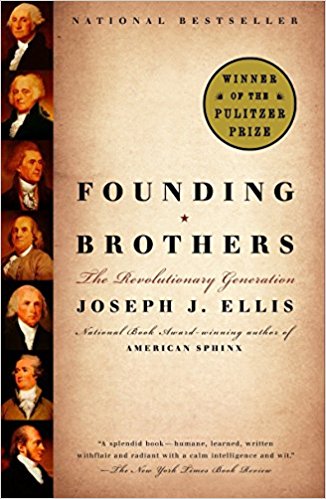 NATIONAL BESTSELLER
WINNER
OF THE
PULITZER
PRIZE
FOUNDING
BROTHERS
The Revolutionary Generation
JOSEPH J. ELLIS
National Book Award-winning author of
AMERICAN SPHINX
"A splendid book—humane, learned, written
withflair and radiant with a calm intelligence and wit."
—The New York Times Book Review